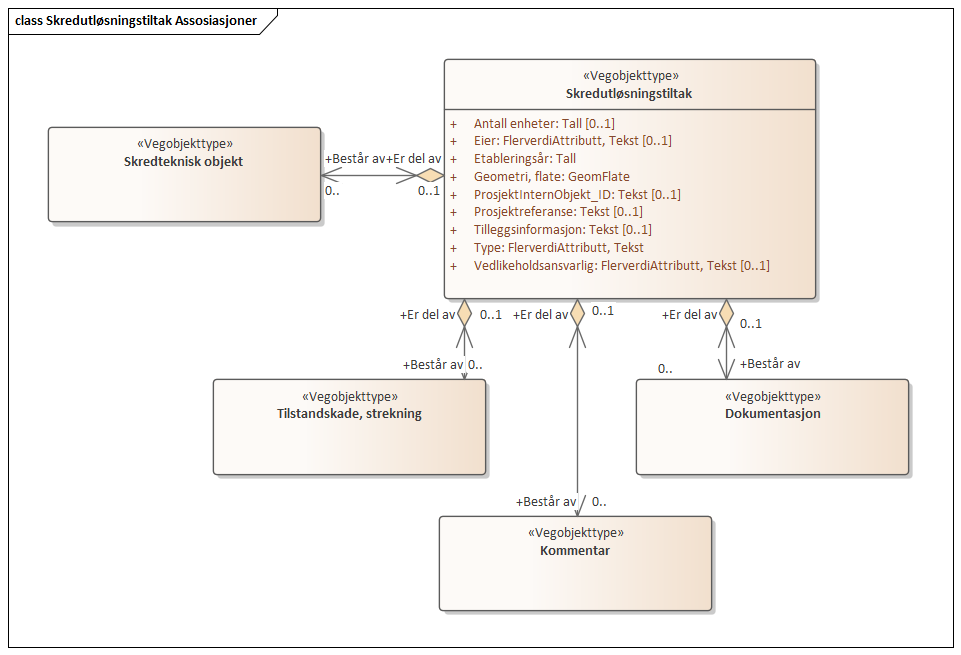 class Skredutløsningstiltak Assosiasjoner
«Vegobjekttype»
Skredutløsningstiltak
+ Antall enheter: Tall [0..1]
+ Eier: FlerverdiAttributt, Tekst [0..1]
+ Etableringsår: Tall
+ Geometri, flate: GeomFlate
+ ProsjektInternObjekt_ID: Tekst [0..1]
+ Prosjektreferanse: Tekst [0..1]
+ Tilleggsinformasjon: Tekst [0..1]
+ Type: FlerverdiAttributt, Tekst
+ Vedlikeholdsansvarlig: FlerverdiAttributt, Tekst [0..1]
«Vegobjekttype»
Skredteknisk objekt
+Består av +Er del av
0.. 0..1
+Er del av 0..1
+Består av 0..
+Er del av 0..1
+Består av 0..
+Er del av 0..1
0.. +Består av
«Vegobjekttype»
Tilstandskade, strekning
«Vegobjekttype»
Dokumentasjon
«Vegobjekttype»
Kommentar